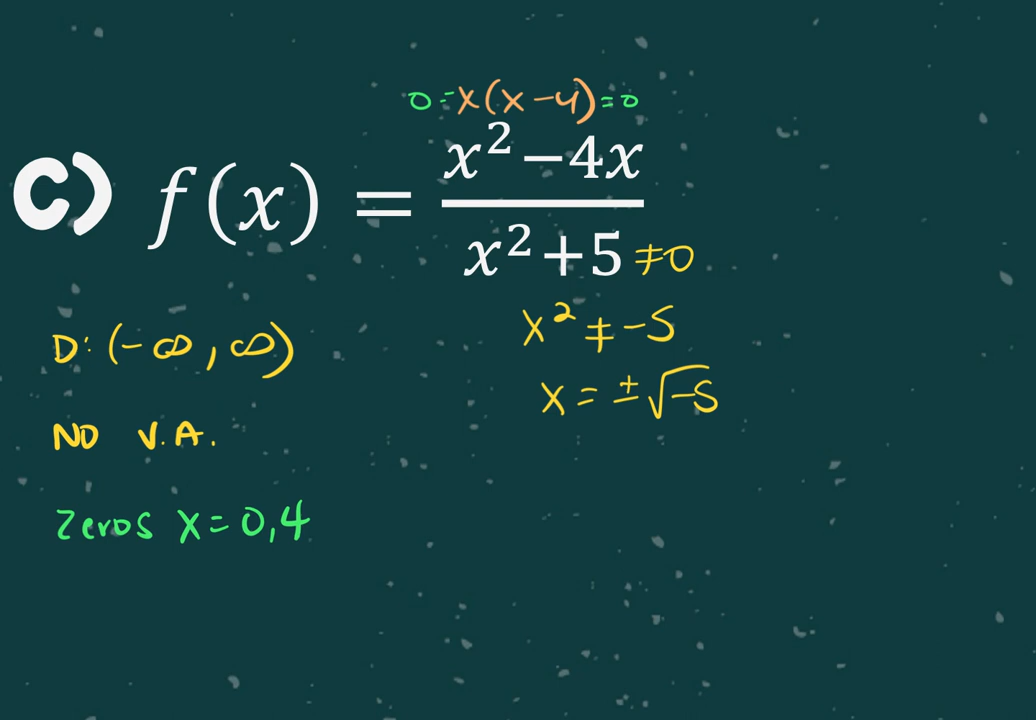 0=x(x-4)=0
c) f(x) = x²-4x / x²+5 ≠0
x² ≠ -5
D: (-∞, ∞)
x = ±√-5
NO V.A.
Zeros x=0,4